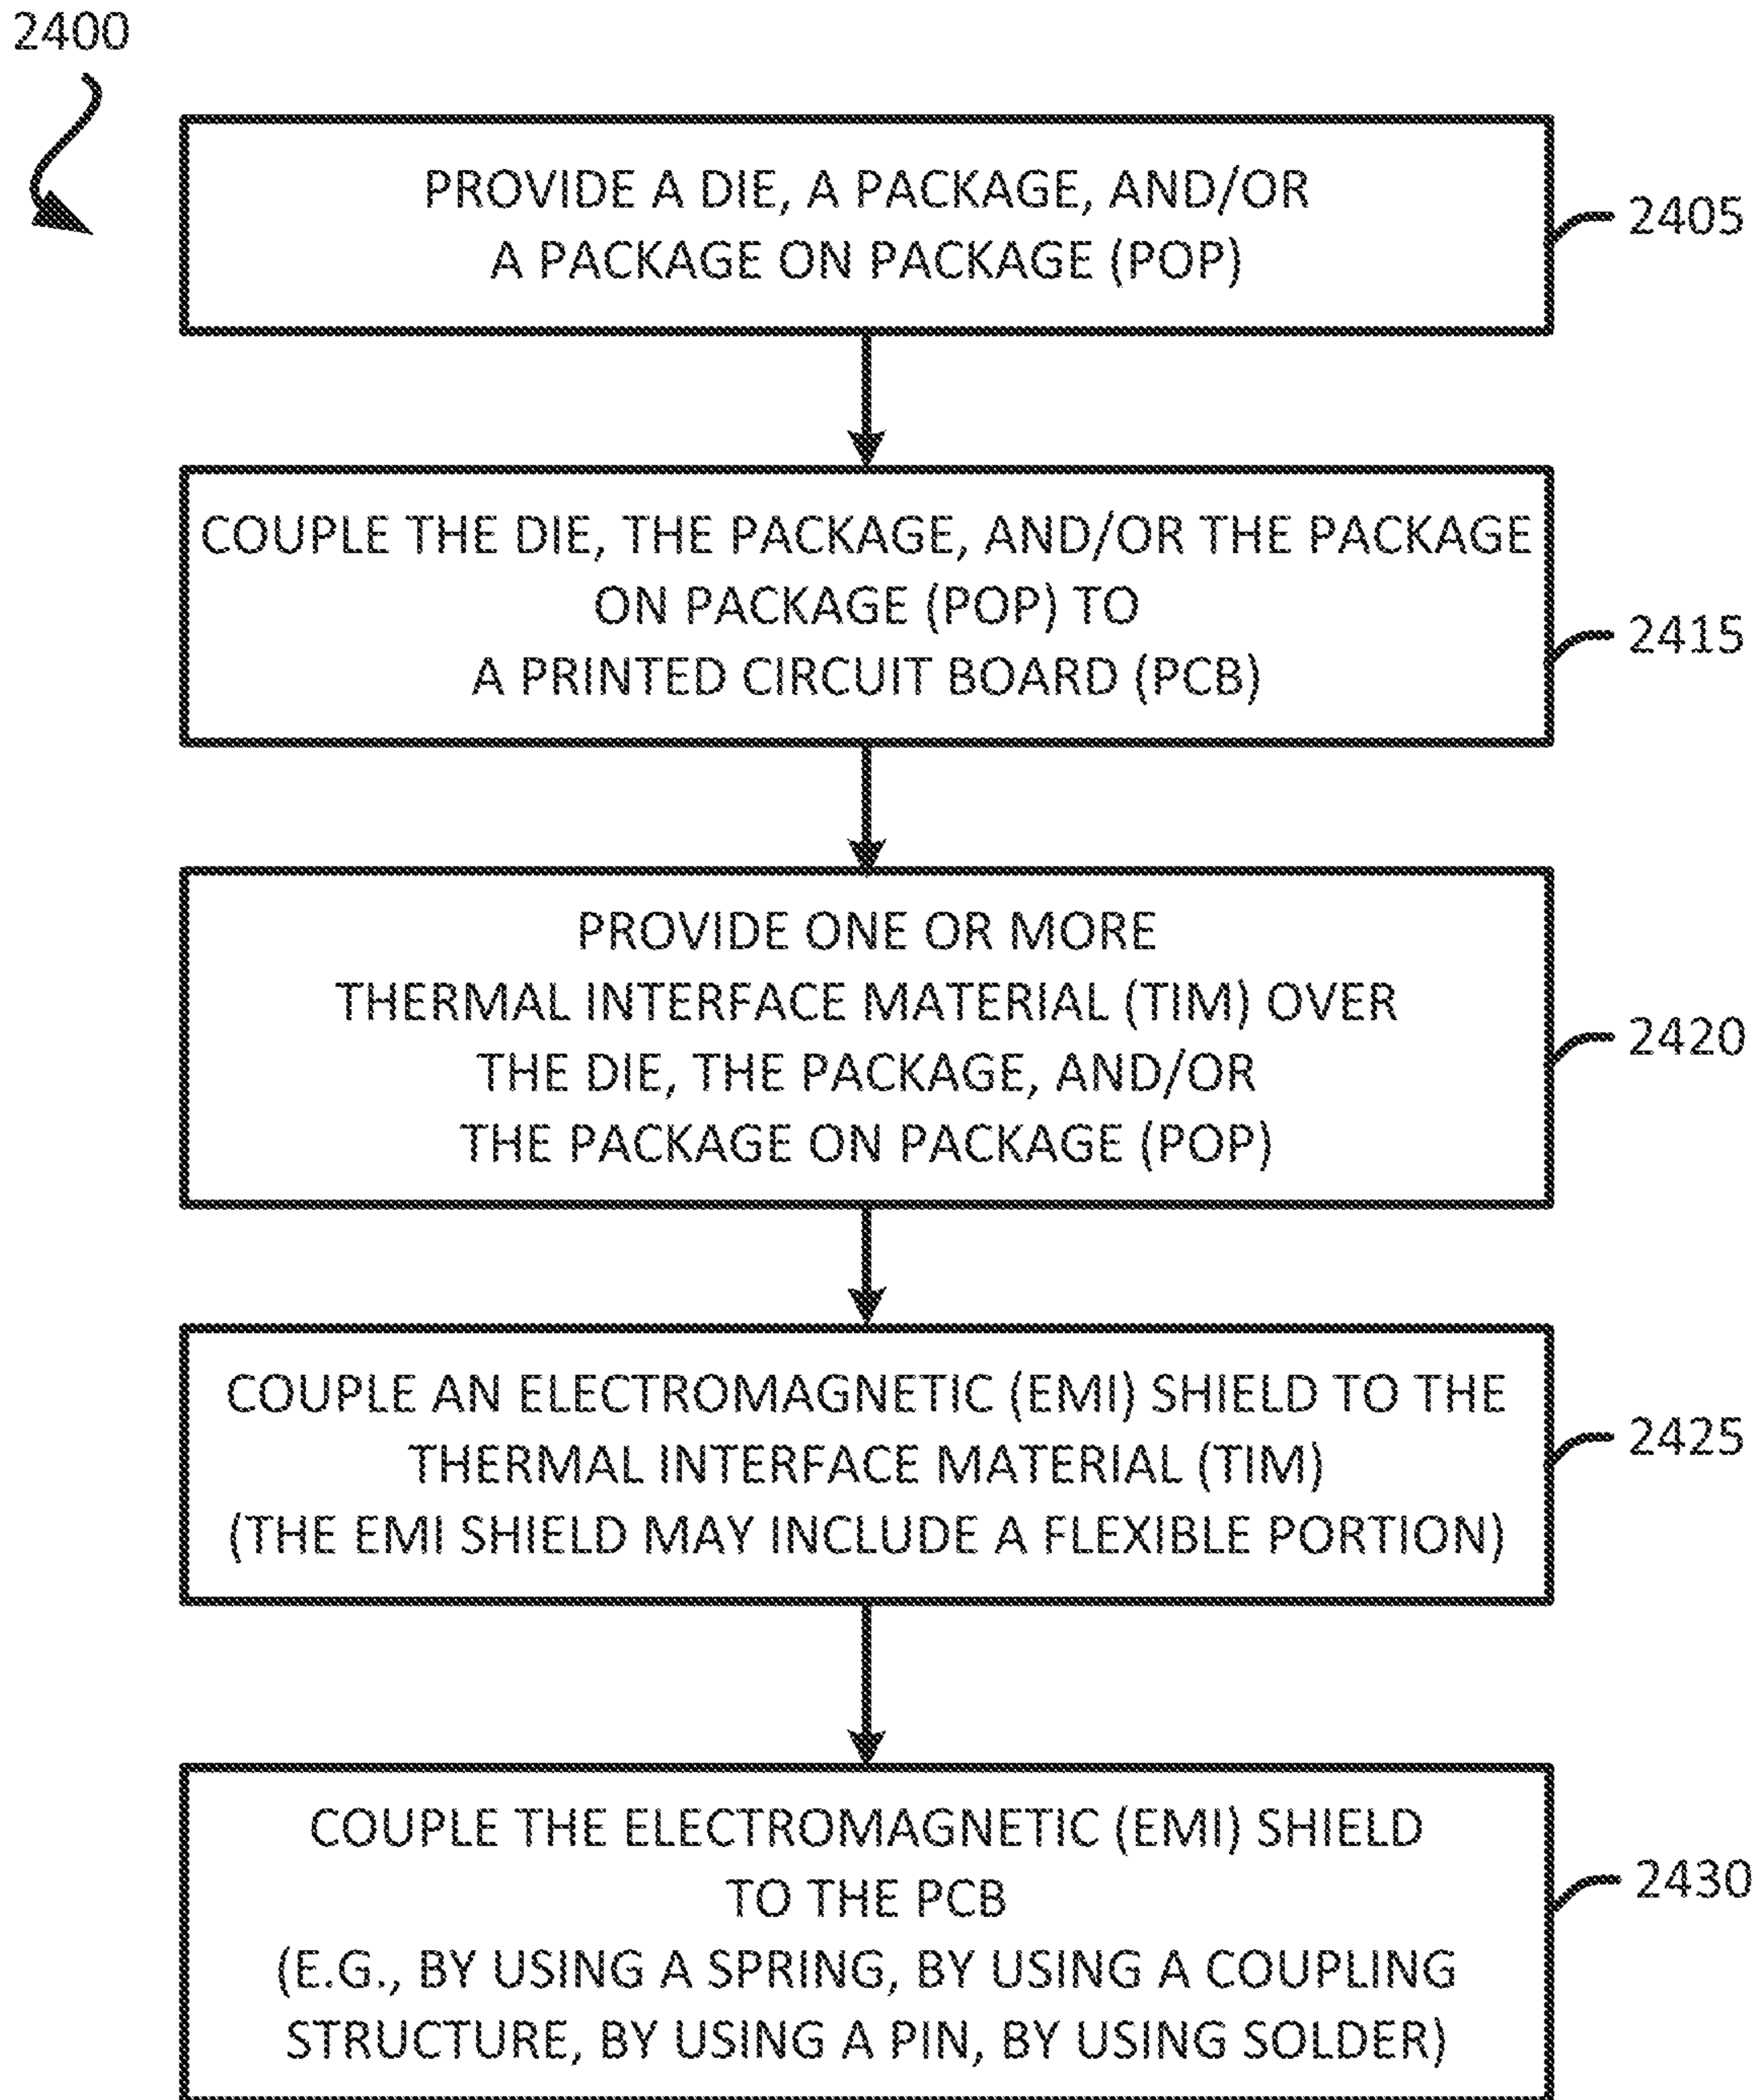 2400
PROVIDE A DIE, A PACKAGE, AND/OR
A PACKAGE ON PACKAGE (POP)
2405
COUPLE THE DIE, THE PACKAGE, AND/OR THE PACKAGE
ON PACKAGE (POP) TO
A PRINTED CIRCUIT BOARD (PCB)
2415
PROVIDE ONE OR MORE
THERMAL INTERFACE MATERIAL (TIM) OVER
THE DIE, THE PACKAGE, AND/OR
THE PACKAGE ON PACKAGE (POP)
2420
COUPLE AN ELECTROMAGNETIC (EMI) SHIELD TO THE
THERMAL INTERFACE MATERIAL (TIM)
(THE EMI SHIELD MAY INCLUDE A FLEXIBLE PORTION)
2425
COUPLE THE ELECTROMAGNETIC (EMI) SHIELD
TO THE PCB
(E.G., BY USING A SPRING, BY USING A COUPLING
STRUCTURE, BY USING A PIN, BY USING SOLDER)
2430